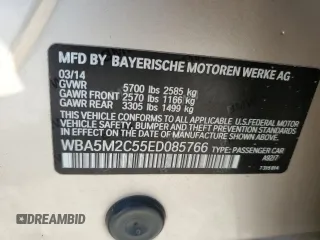 MFD BY BAYERISCHE MOTOREN WERKE AG
03/14
GVWR 5700 lbs 2585 kg
GAWR FRONT 2570 lbs 1166 kg
GAWR REAR 3305 lbs 1499 kg
THIS VEHICLE CONFORMS TO ALL APPLICABLE
U.S.FEDERAL MOTOR
VEHICLE SAFETY, BUMPER, AND THEFT PREVENTION
STANDARDS IN EFFECT ON THE DATE OF
MANUFACTURE SHOWN ABOVE.
WBA5M2C55ED085766 TYPE: PASSENGER CAR
DREAMBID